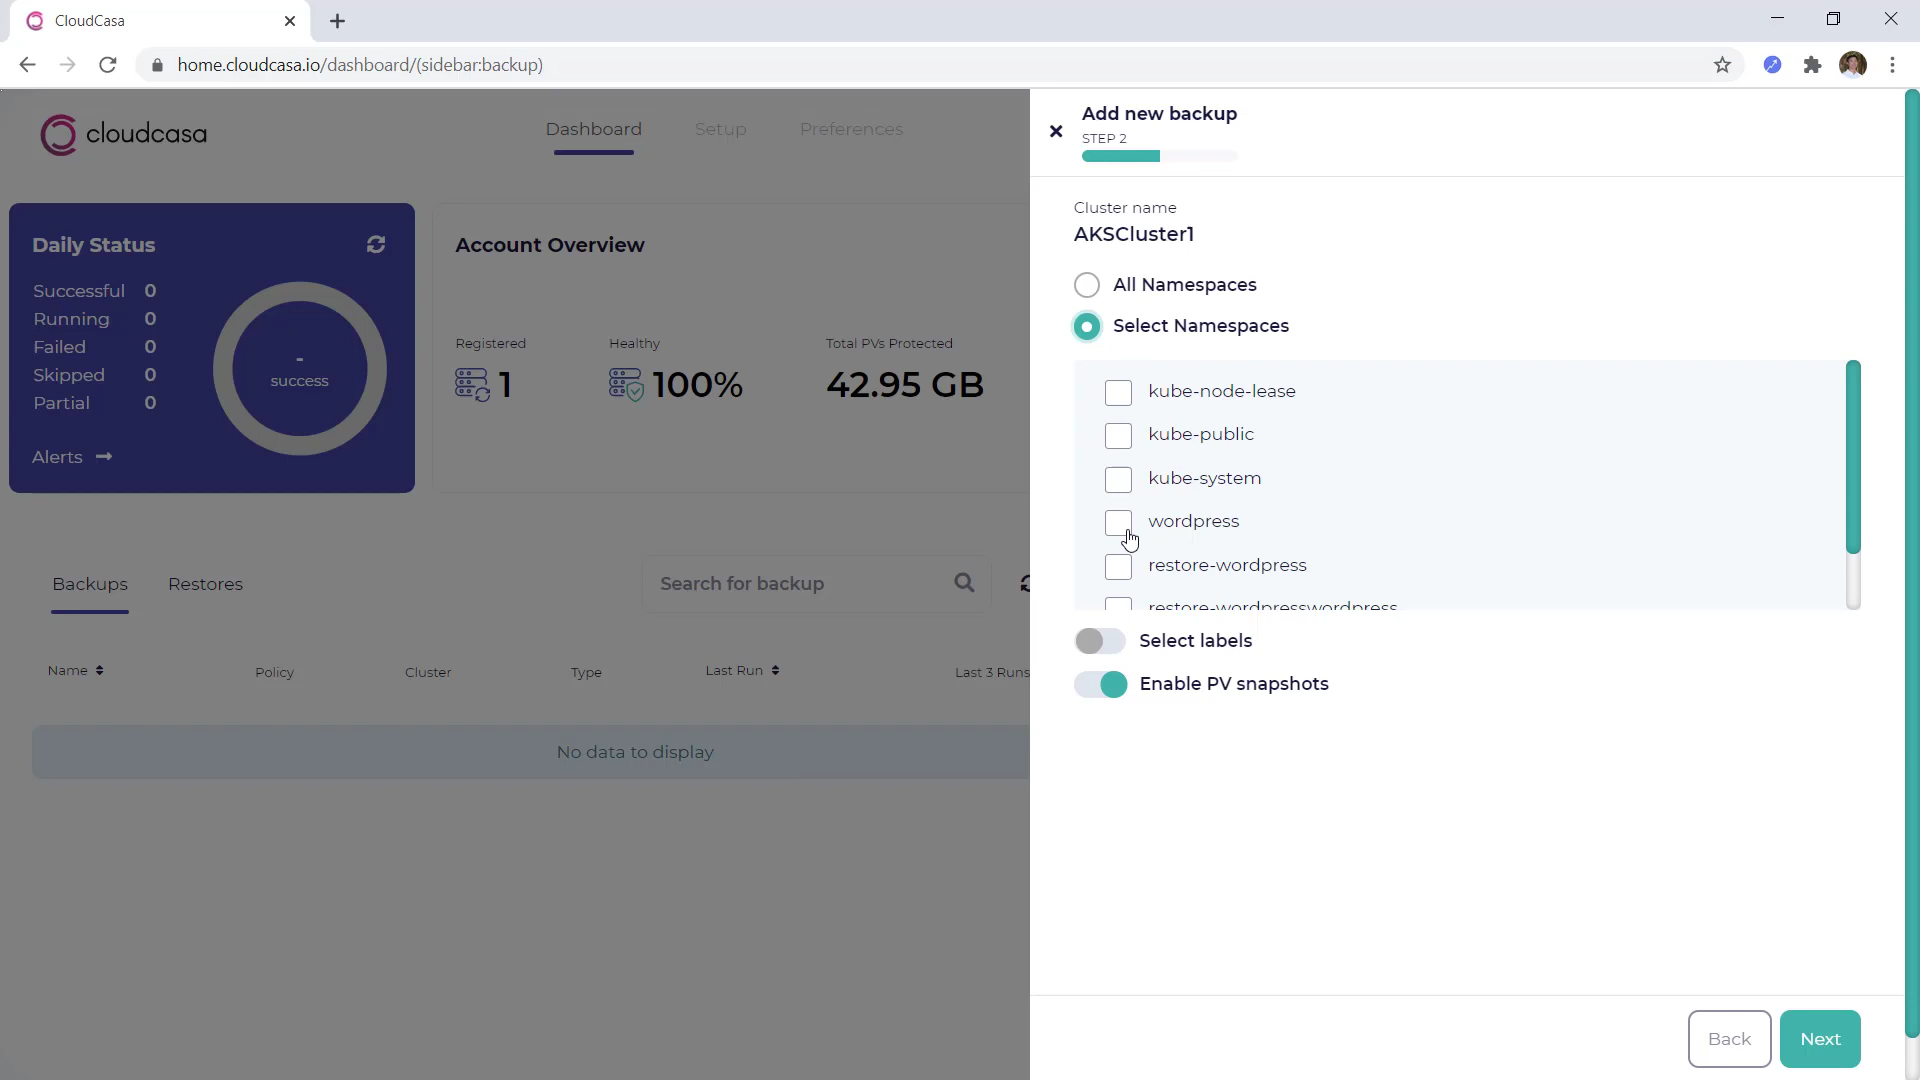 CloudCasa
home.cloudcasa.io/dashboard/(sidebar:backup)
cloudcasa
Dashboard
Setup
Preferences
Daily Status
Successful 0
Running 0
Failed 0
Skipped 0
Partial 0
-
success
Alerts
Account Overview
Registered
1
Healthy
100%
Total PVs Protected
42.95 GB
Backups
Restores
Search for backup
Name
Policy
Cluster
Type
Last Run
Last 3 Runs
No data to display
Add new backup
STEP 2
Cluster name
AKSCluster1
All Namespaces
Select Namespaces
kube-node-lease
kube-public
kube-system
wordpress
restore-wordpress
restore-wordpresswordpress
Select labels
Enable PV snapshots
Back
Next